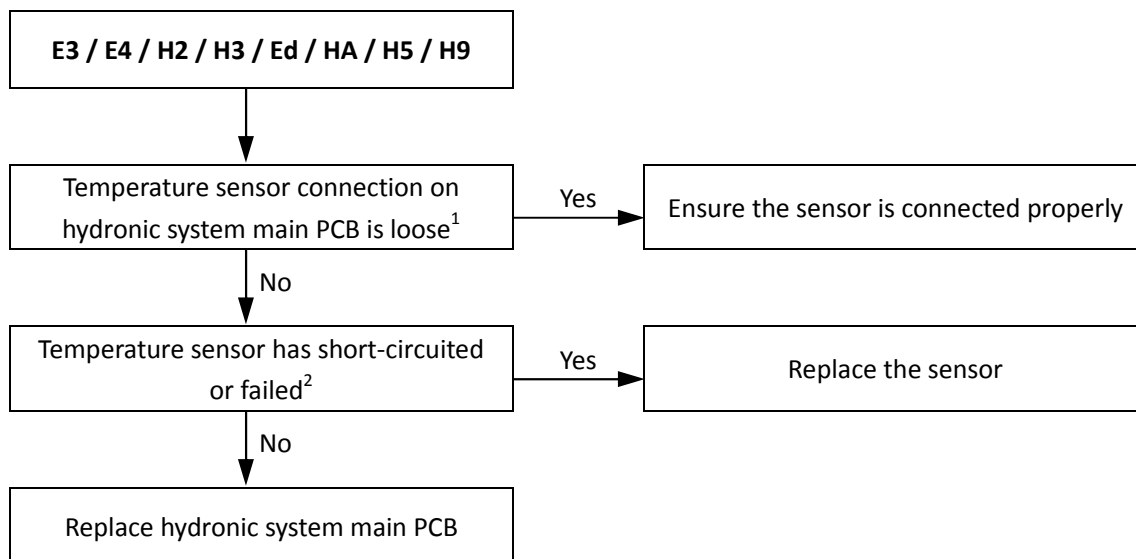 E3 / E4 / H2 / H3 / Ed / HA / H5 / H9
Temperature sensor connection on
hydronic system main PCB is loose1
Yes
Ensure the sensor is connected properly
No
Temperature sensor has short-circuited
or failed2
Yes
Replace the sensor
No
Replace hydronic system main PCB